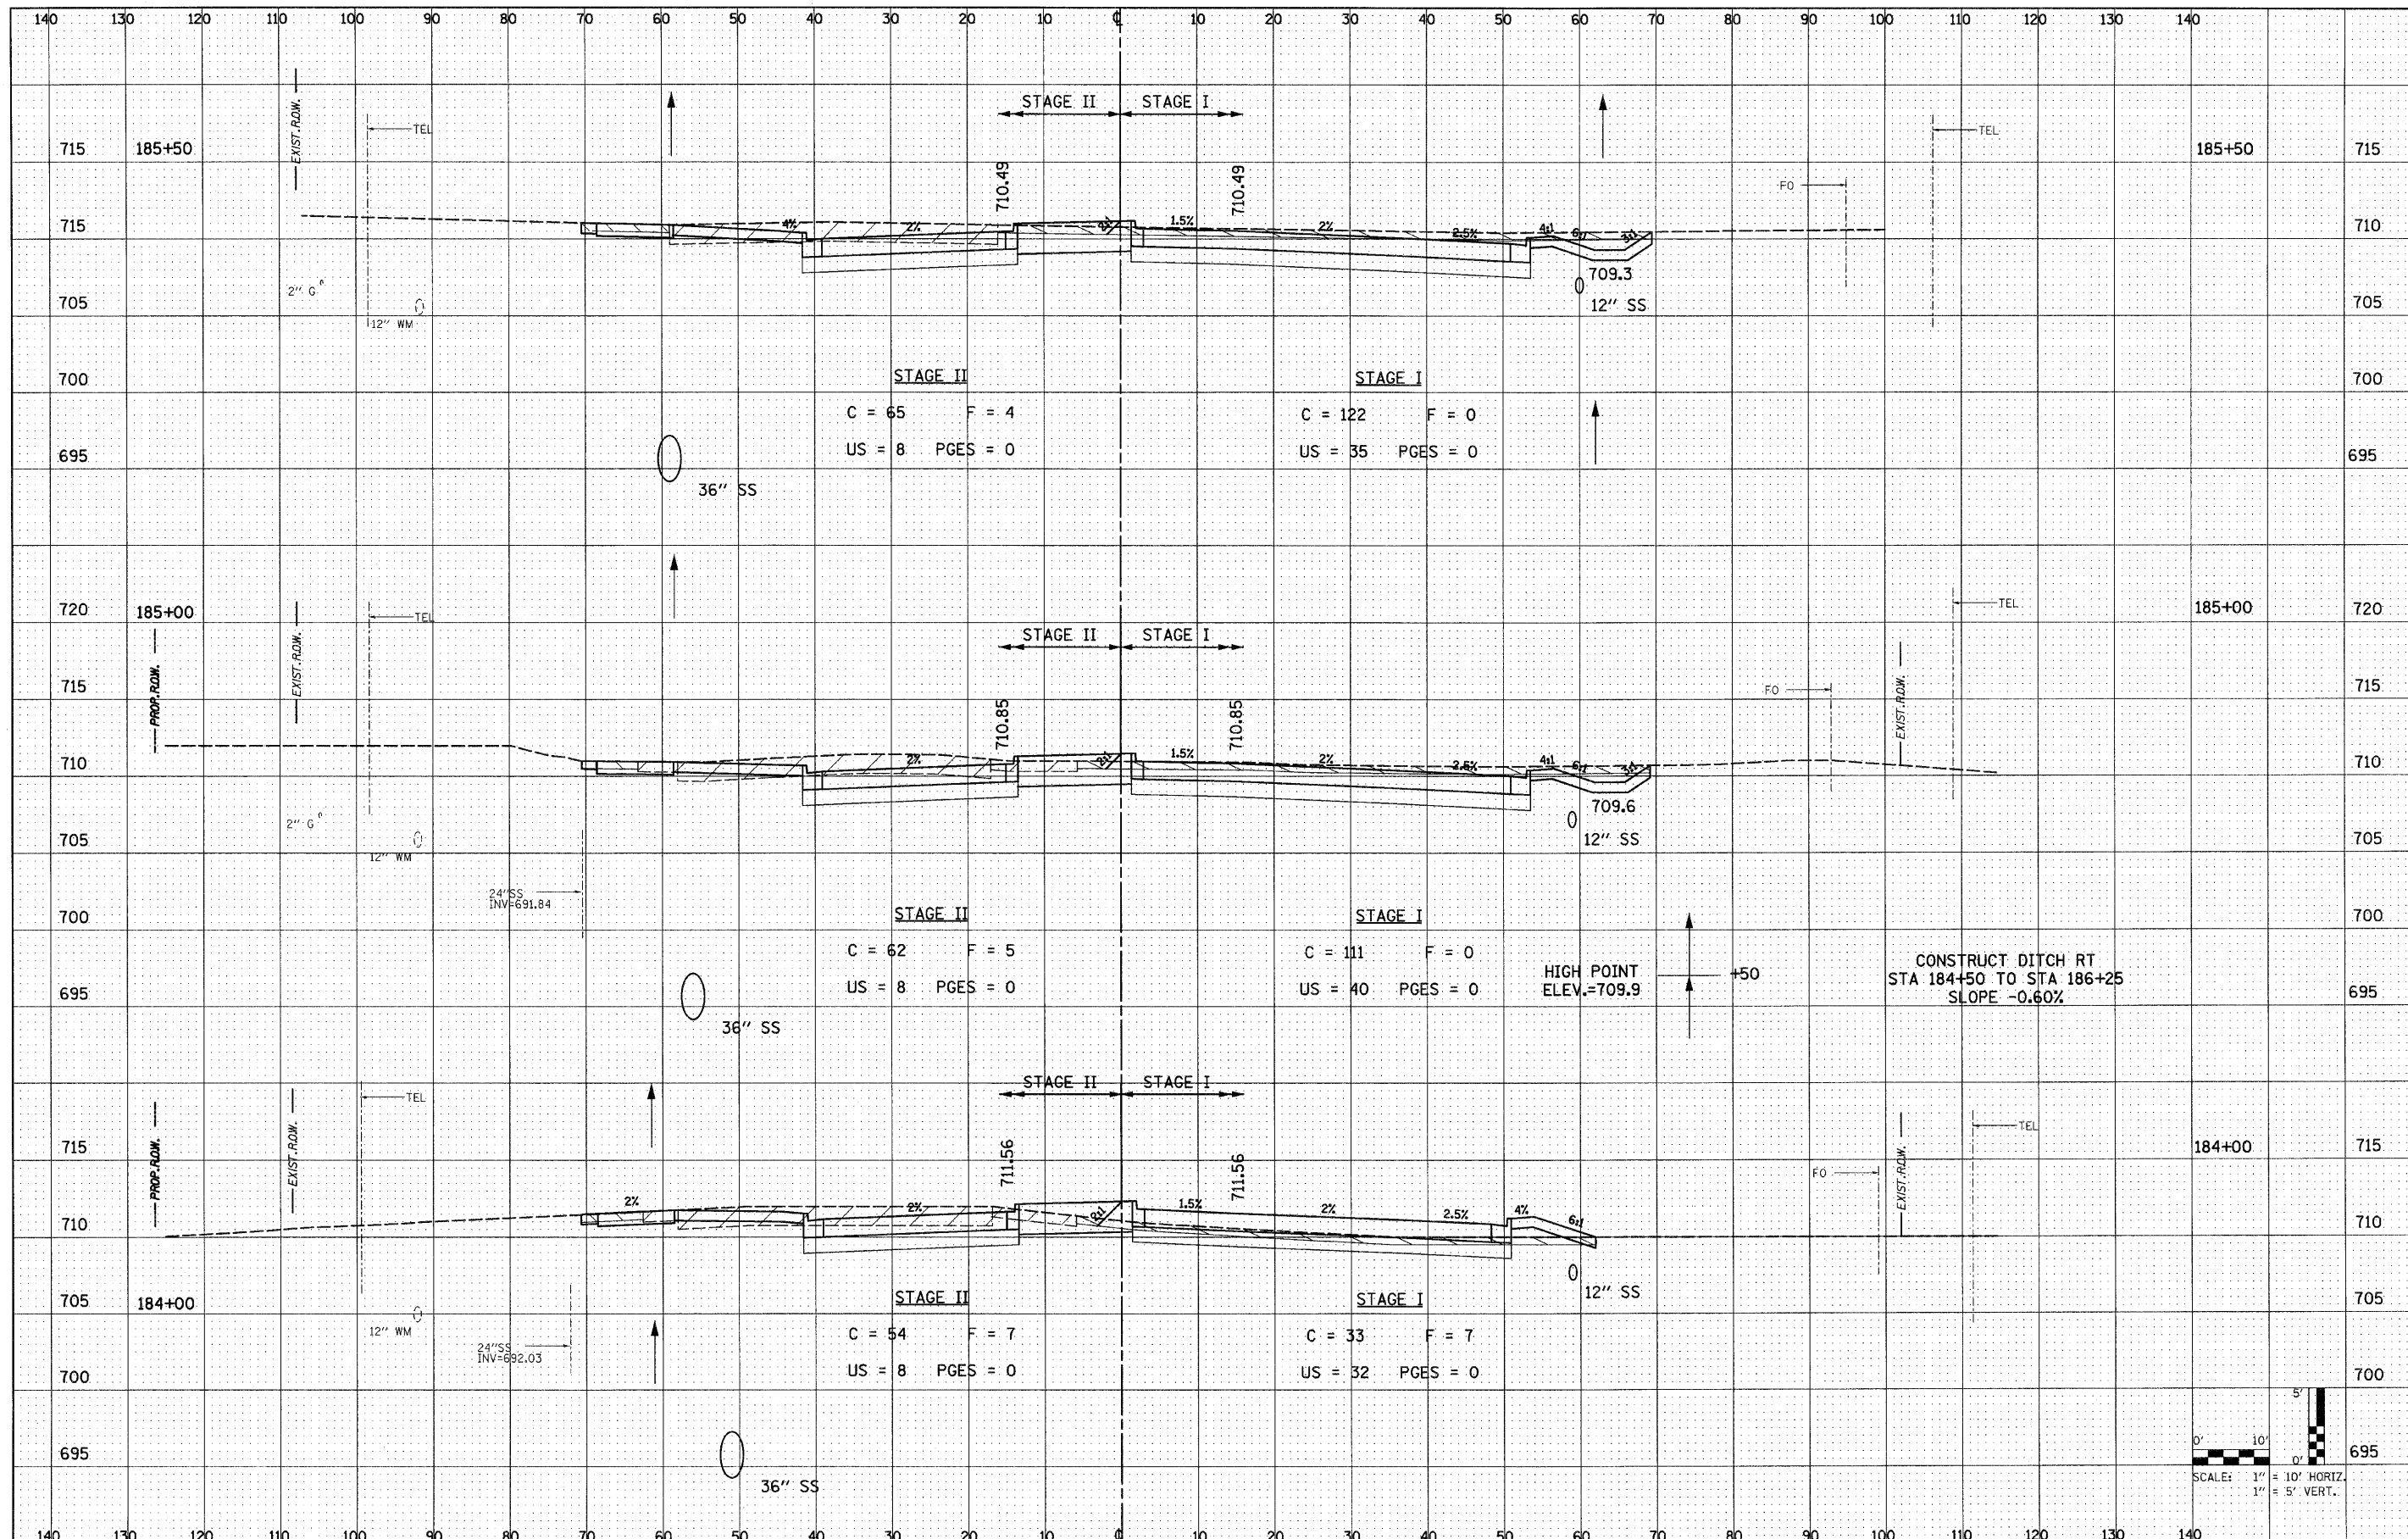 140 130 120 110 100 90 80 70 60 50 40 30 20 10 ℄ 10 20 30 40 50 60 70 80 90 100 110 120 130 140
STAGE II STAGE I
EXIST. R.O.W.
TEL
TEL
715 185+50 185+50 715
710.49 710.49
FO
715 4% 2% 2:1 1.5% 2% 2.5% 4:1 6:1 3:1 710
709.3
2" G
705 12" WM 12" SS 705
700 STAGE II STAGE I 700
C = 65 F = 4 C = 122 F = 0
US = 8 PGES = 0 US = 35 PGES = 0
695 695
36" SS
720 185+00 185+00 720
TEL TEL
STAGE II STAGE I
PROP. R.O.W. EXIST. R.O.W. EXIST. R.O.W.
715 715
710.85 710.85
FO
710 2% 2:1 1.5% 2% 2.5% 4:1 6:1 3:1 710
709.6
2" G
705 12" WM 12" SS 705
24"SS
INV=691.84
700 STAGE II STAGE I 700
C = 62 F = 5 C = 111 F = 0
US = 8 PGES = 0 US = 40 PGES = 0
HIGH POINT
ELEV.=709.9
+50
CONSTRUCT DITCH RT
STA 184+50 TO STA 186+25
SLOPE -0.60%
695 695
36" SS
STAGE II STAGE I
TEL TEL
PROP. R.O.W. EXIST. R.O.W. EXIST. R.O.W.
715 184+00 715
711.56 711.56
FO
710 2% 2% 2:1 1.5% 2% 2.5% 4% 6:1 710
705 184+00 12" SS 705
12" WM
24"SS
INV=692.03
STAGE II STAGE I
C = 54 F = 7 C = 33 F = 7
US = 8 PGES = 0 US = 32 PGES = 0
700 700
695 695
36" SS
5'
0' 10' 0'
SCALE: 1" = 10' HORIZ.
1" = 5' VERT.
140 130 120 110 100 90 80 70 60 50 40 30 20 10 ℄ 10 20 30 40 50 60 70 80 90 100 110 120 130 140